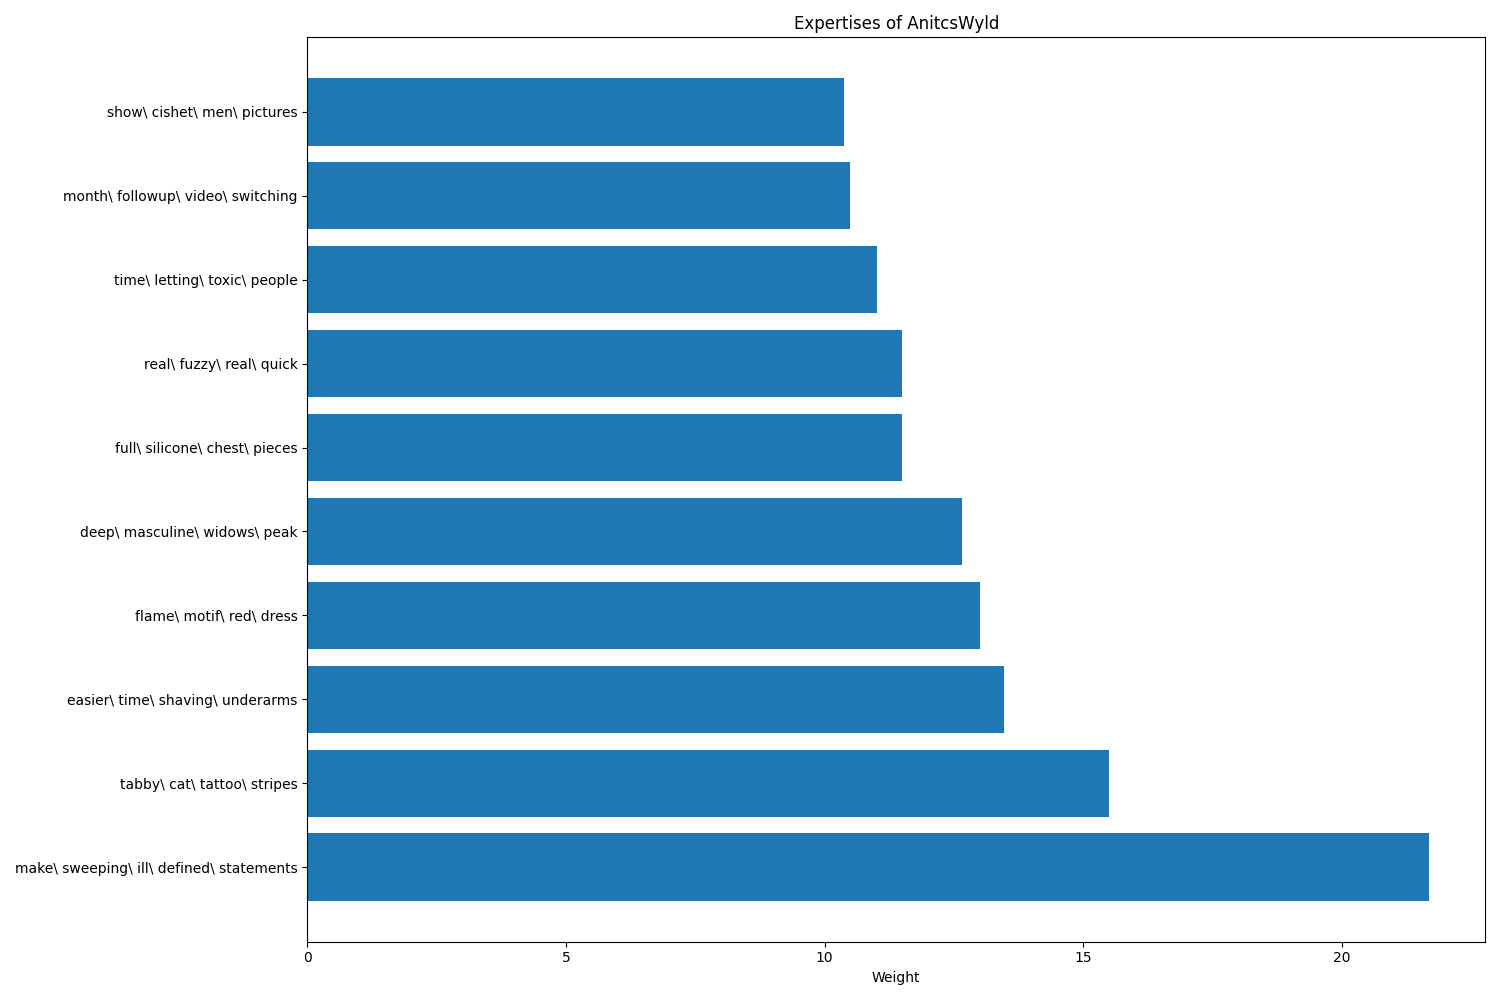 Expertises of AnitcsWyld
show\ cishet\ men\ pictures
month\ followup\ video\ switching
time\ letting\ toxic\ people
real\ fuzzy\ real\ quick
full\ silicone\ chest\ pieces
deep\ masculine\ widows\ peak
flame\ motif\ red\ dress
easier\ time\ shaving\ underarms
tabby\ cat\ tattoo\ stripes
make\ sweeping\ ill\ defined\ statements
0 5 10 15 20
Weight